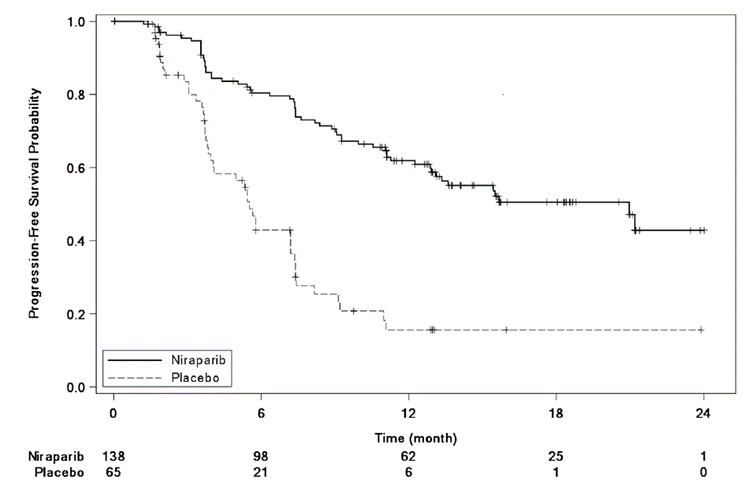 Progression-Free Survival Probability
1.0
0.8
0.6
0.4
0.2
0.0
Niraparib
Placebo
0 6 12 18 24
Time (month)
Niraparib 138 98 62 25 1
Placebo 65 21 6 1 0